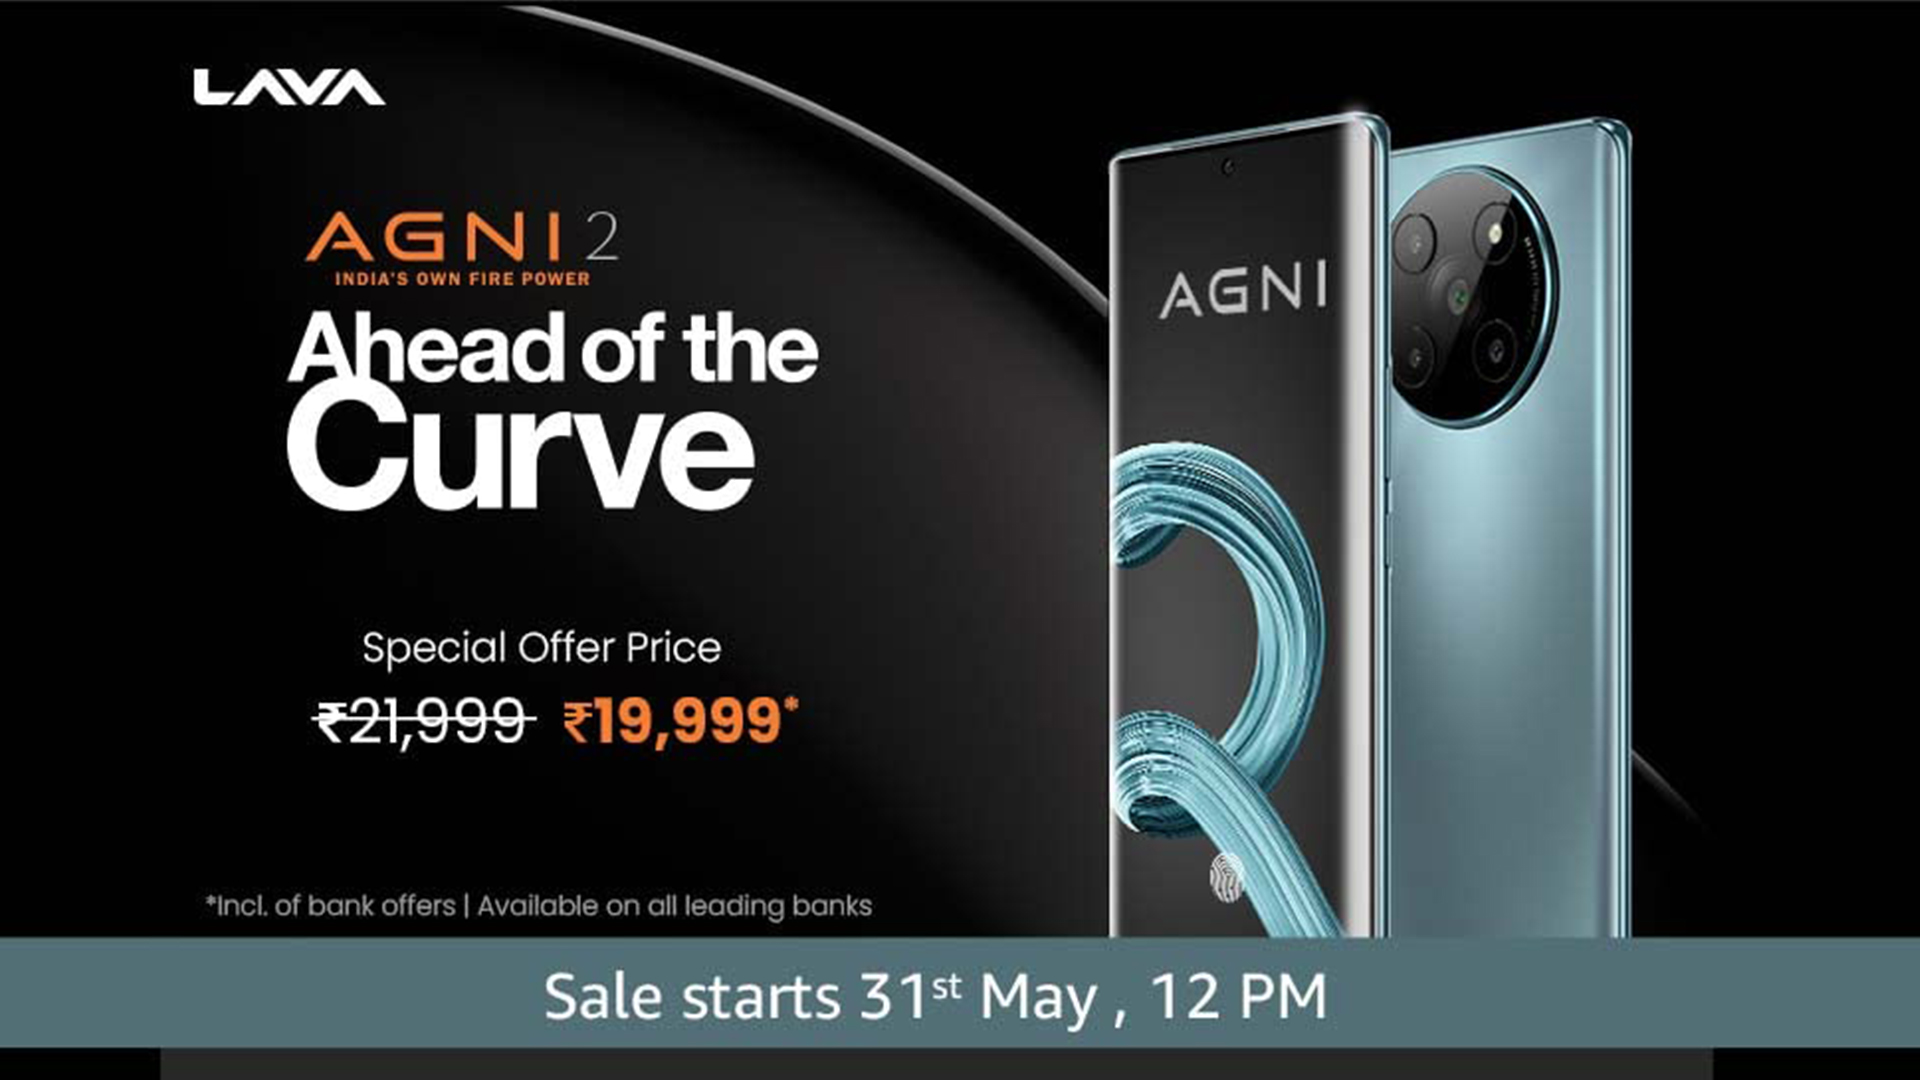 LAVA
AGNI 2
INDIA'S OWN FIRE POWER
Ahead of the
Curve
Special Offer Price
₹21,999 ₹19,999*
*Incl. of bank offers | Available on all leading banks
AGNI
Sale starts 31st May , 12 PM